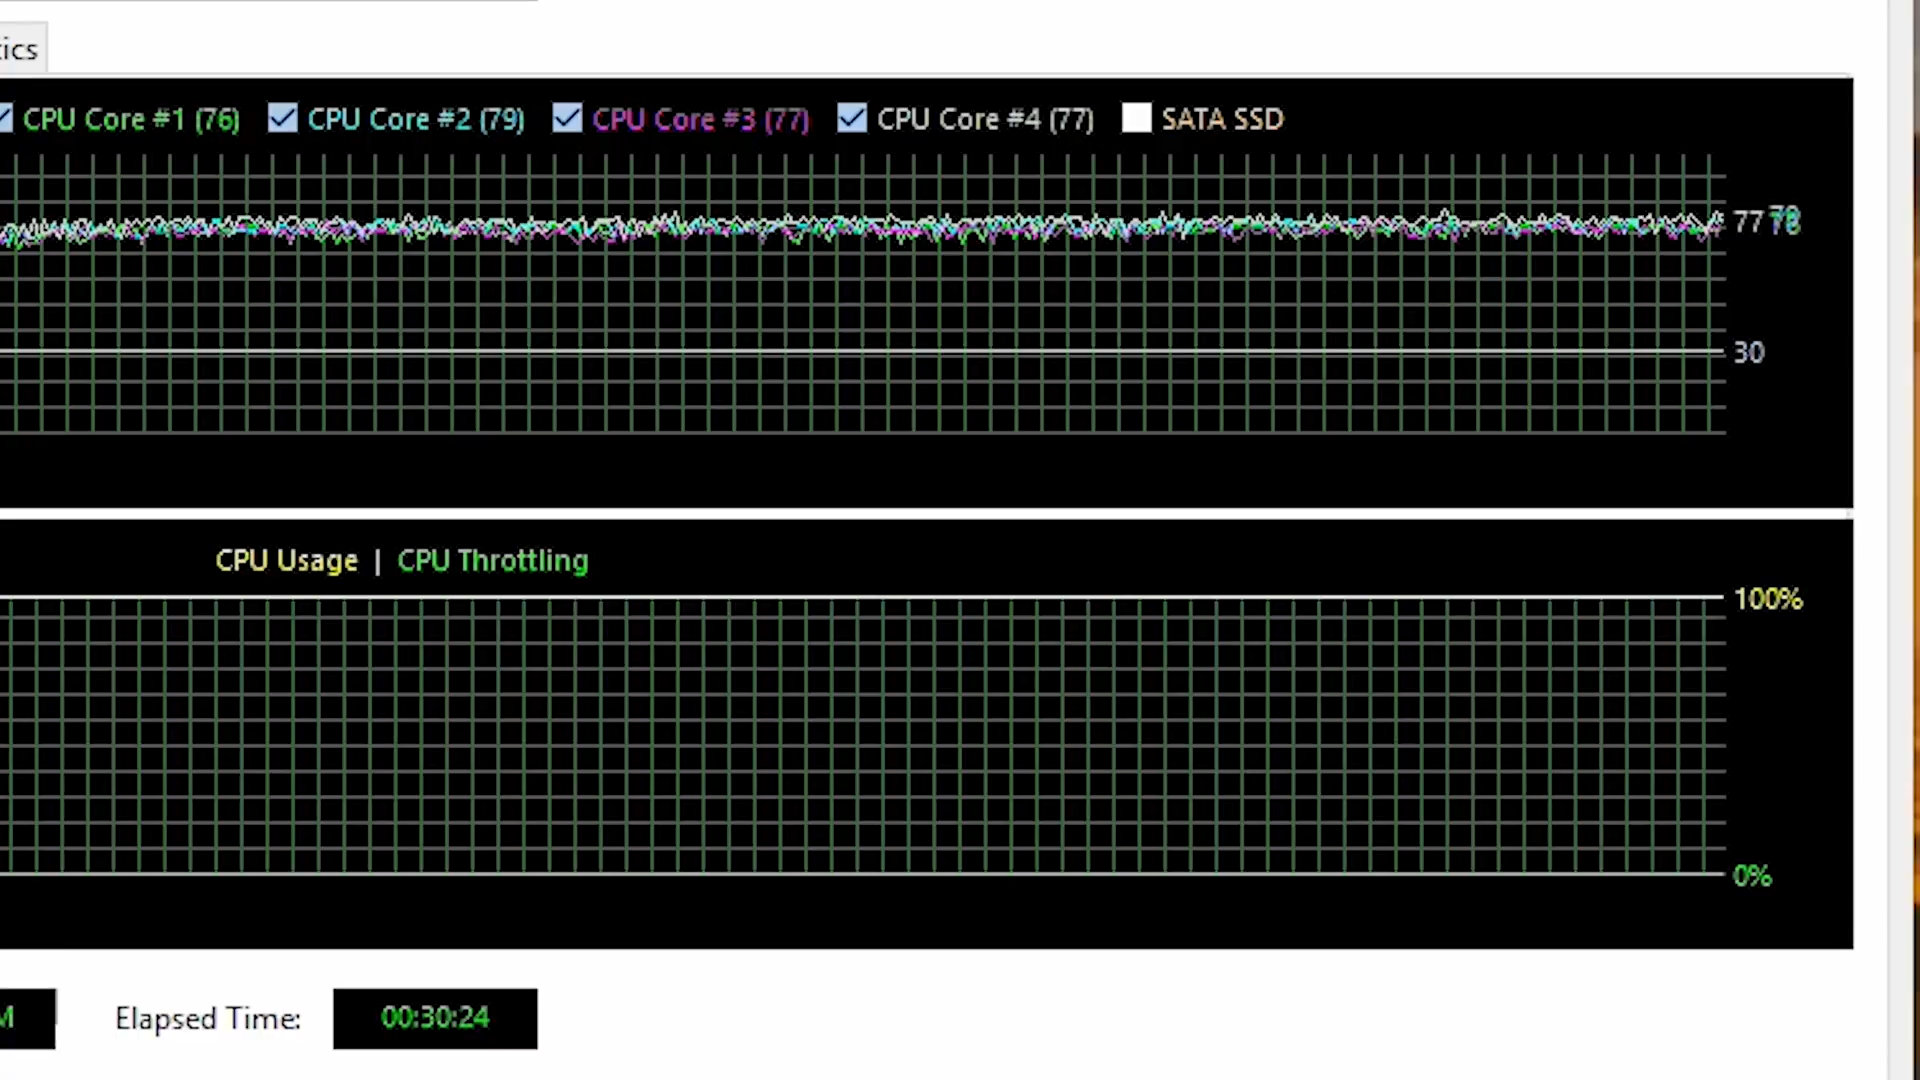 tics
CPU Core #1 (76) CPU Core #2 (79) CPU Core #3 (77) CPU Core #4 (77) SATA SSD
77
30
CPU Usage | CPU Throttling
100%
0%
M Elapsed Time: 00:30:24